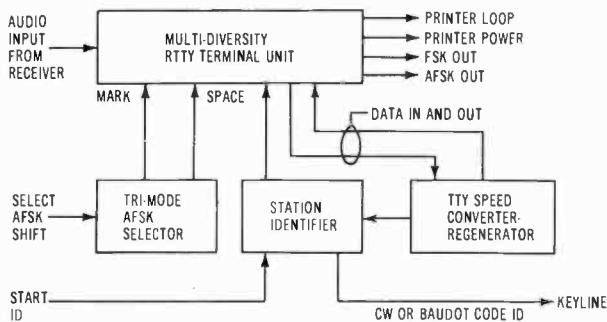 AUDIO
INPUT
FROM
RECEIVER
MULTI-DIVERSITY
RTTY TERMINAL UNIT
PRINTER LOOP
PRINTER POWER
FSK OUT
AFSK OUT
MARK
SPACE
DATA IN AND OUT
SELECT
AFSK
SHIFT
TRI-MODE
AFSK
SELECTOR
STATION
IDENTIFIER
TTY SPEED
CONVERTER-
REGENERATOR
START
ID
CW OR BAUDOT CODE ID
KEYLINE